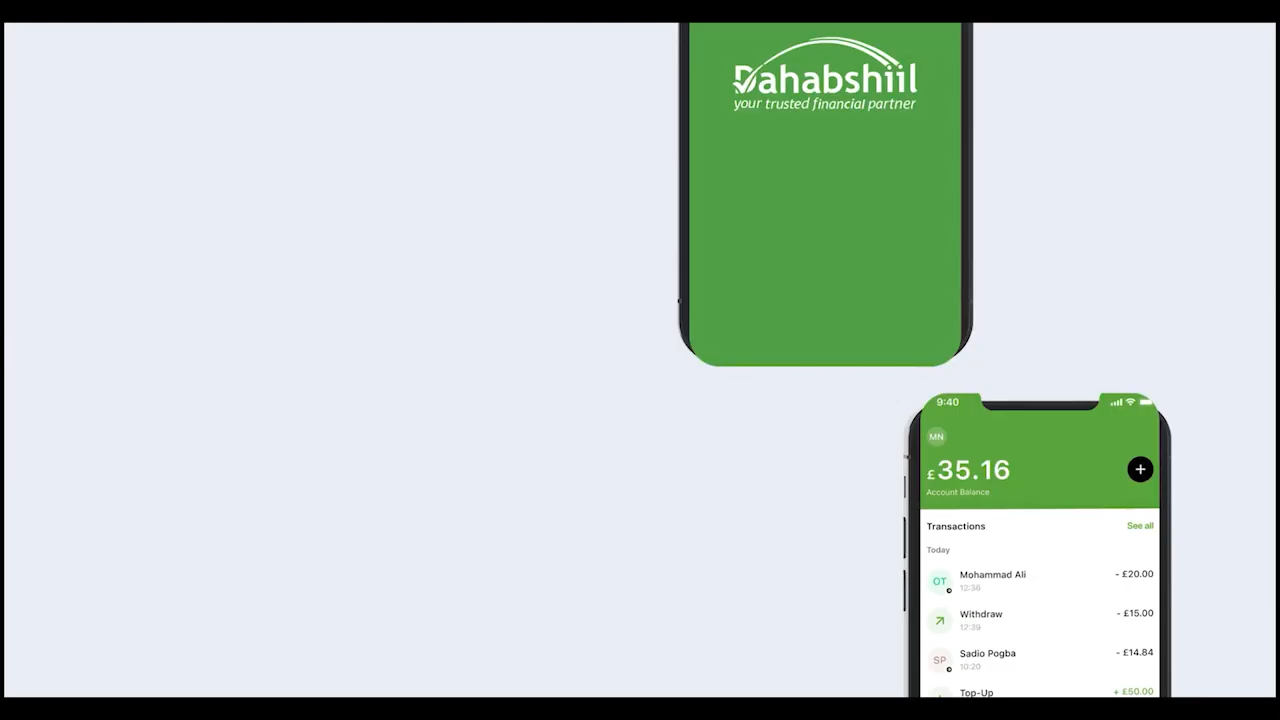 Dahabshiil
your trusted financial partner
9:40
MN
£35.16
+
Account Balance
Transactions See all
Today
OT Mohammad Ali - £20.00
12:36
Withdraw - £15.00
12:39
SP Sadio Pogba - £14.84
10:20
Top-Up + £50.00